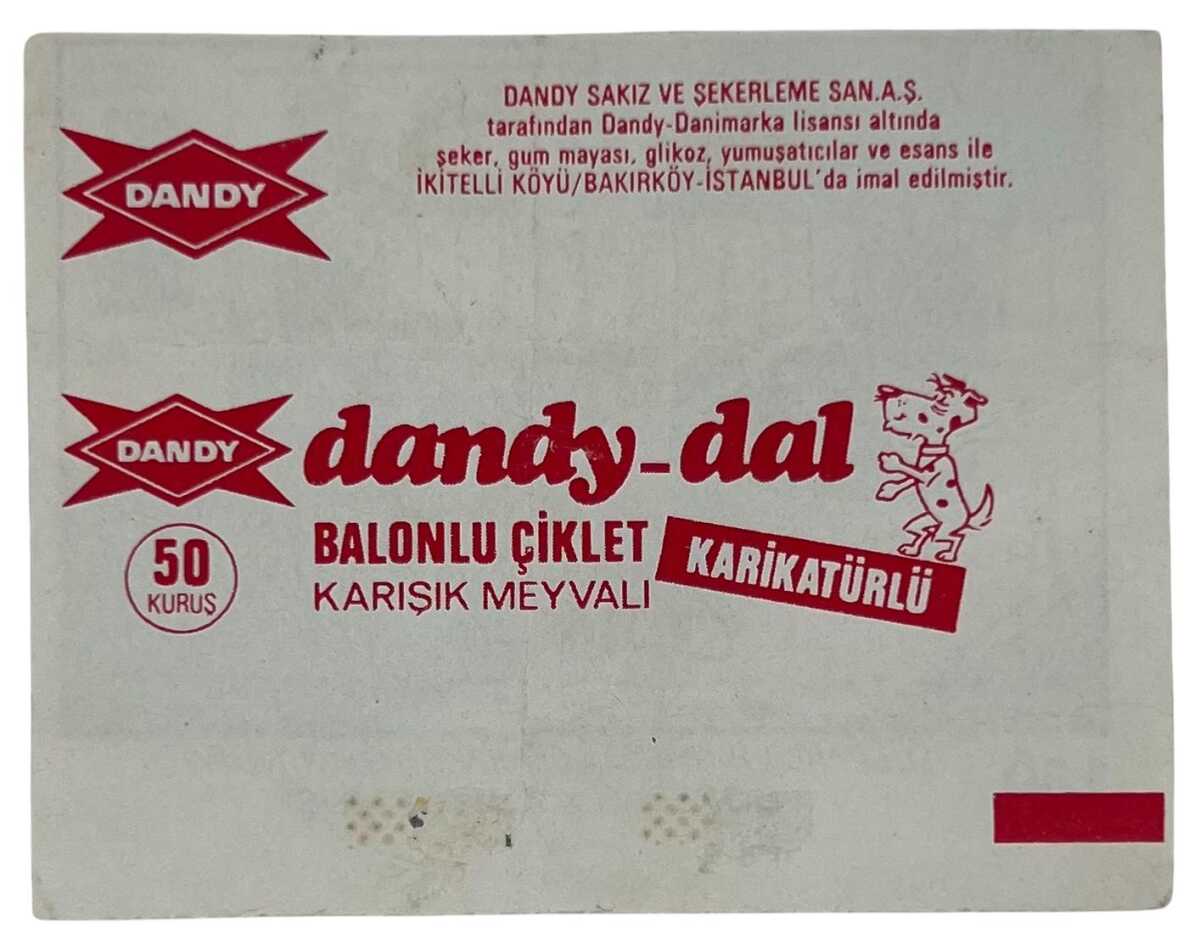 DANDY SAKIZ VE ŞEKERLEME SAN.A.Ş.
tarafından Dandy-Danimarka lisansı altında
şeker, gum mayası, glikoz, yumuşatıcılar ve esans ile
İKİTELLİ KÖYÜ/BAKIRKÖY-İSTANBUL'da imal edilmiştir.
DANDY
DANDY
dandy-dal
BALONLU ÇİKLET
KARİKATÜRLÜ
KARIŞIK MEYVALI
50
KURUŞ